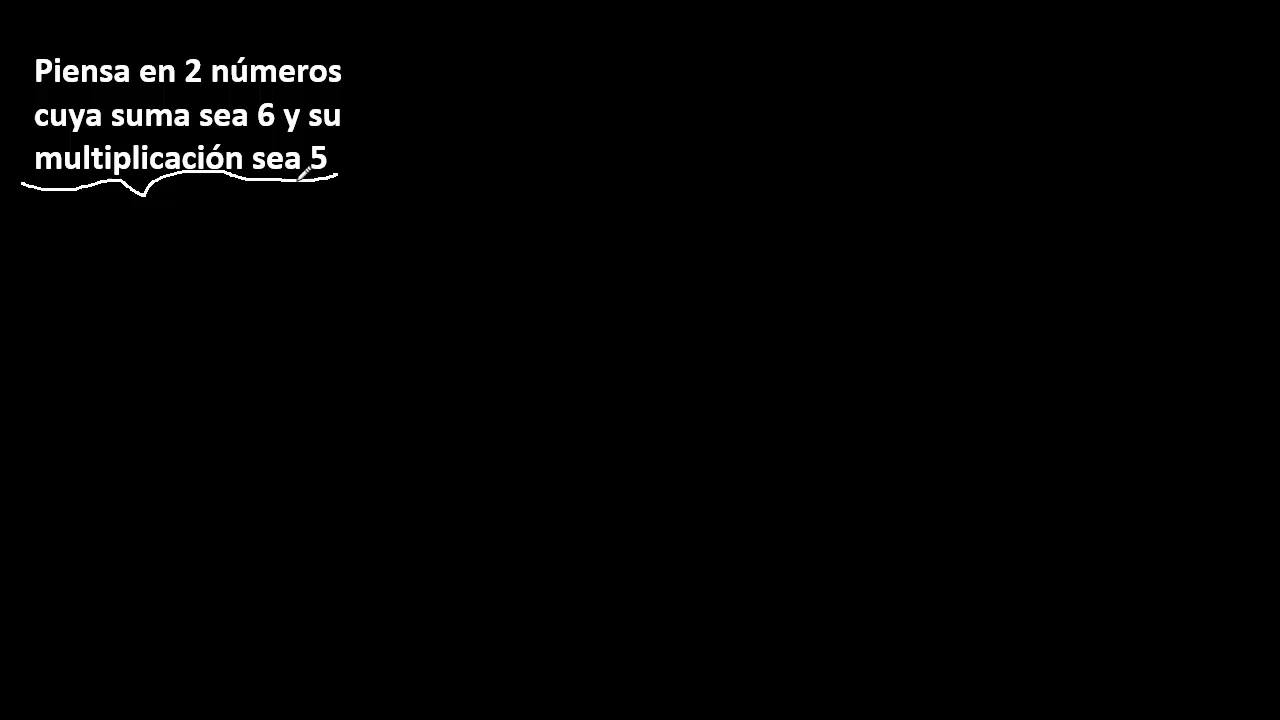 Piensa en 2 números
cuya suma sea 6 y su
multiplicación sea 5